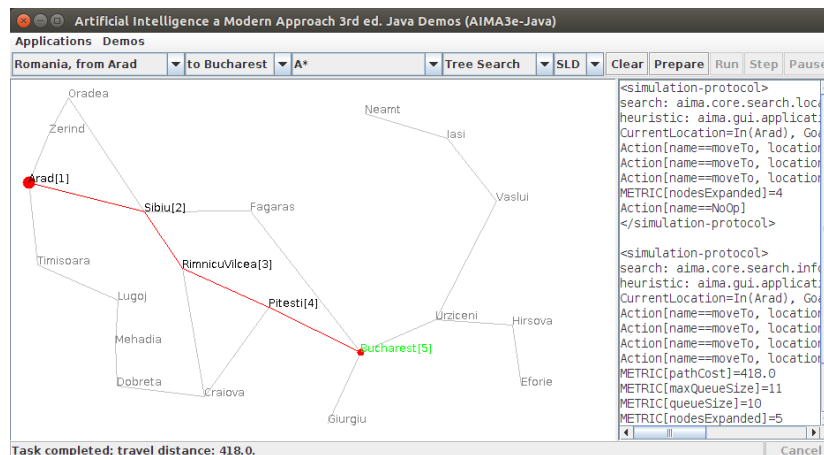 Artificial Intelligence a Modern Approach 3rd ed. Java Demos (AIMA3e-Java)
Applications Demos
Romania, from Arad to Bucharest A* Tree Search SLD Clear Prepare Run Step Pause
Oradea
Neamt
Zerind
Iasi
Arad[1]
Vaslui
Sibiu[2]
Fagaras
Timisoara
RimnicuVilcea[3]
Lugoj
Pitesti[4]
Urziceni
Hirsova
Mehadia
Bucharest[5]
Dobreta
Eforie
Craiova
Giurgiu
<simulation-protocol>
search: aima.core.search.loca
heuristic: aima.gui.applicati
CurrentLocation=In(Arad), Goa
Action[name==moveTo, location
Action[name==moveTo, location
Action[name==moveTo, location
METRIC[nodesExpanded]=4
Action[name==NoOp]
</simulation-protocol>
<simulation-protocol>
search: aima.core.search.info
heuristic: aima.gui.applicati
CurrentLocation=In(Arad), Goa
Action[name==moveTo, location
Action[name==moveTo, location
Action[name==moveTo, location
Action[name==moveTo, location
METRIC[pathCost]=418.0
METRIC[maxQueueSize]=11
METRIC[queueSize]=10
METRIC[nodesExpanded]=5
Task completed; travel distance: 418.0.
Cancel